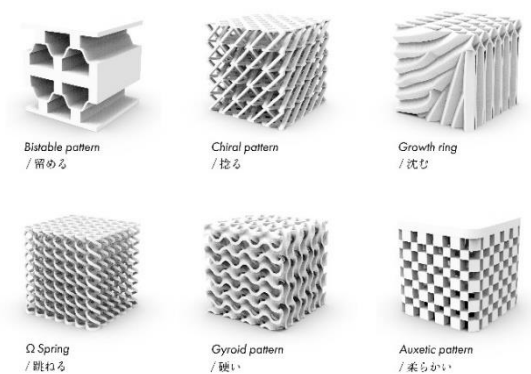 Bistable pattern
/ 留める
Chiral pattern
/ 捻る
Growth ring
/ 沈む
Ω Spring
/ 跳ねる
Gyroid pattern
/ 硬い
Auxetic pattern
/ 柔らかい